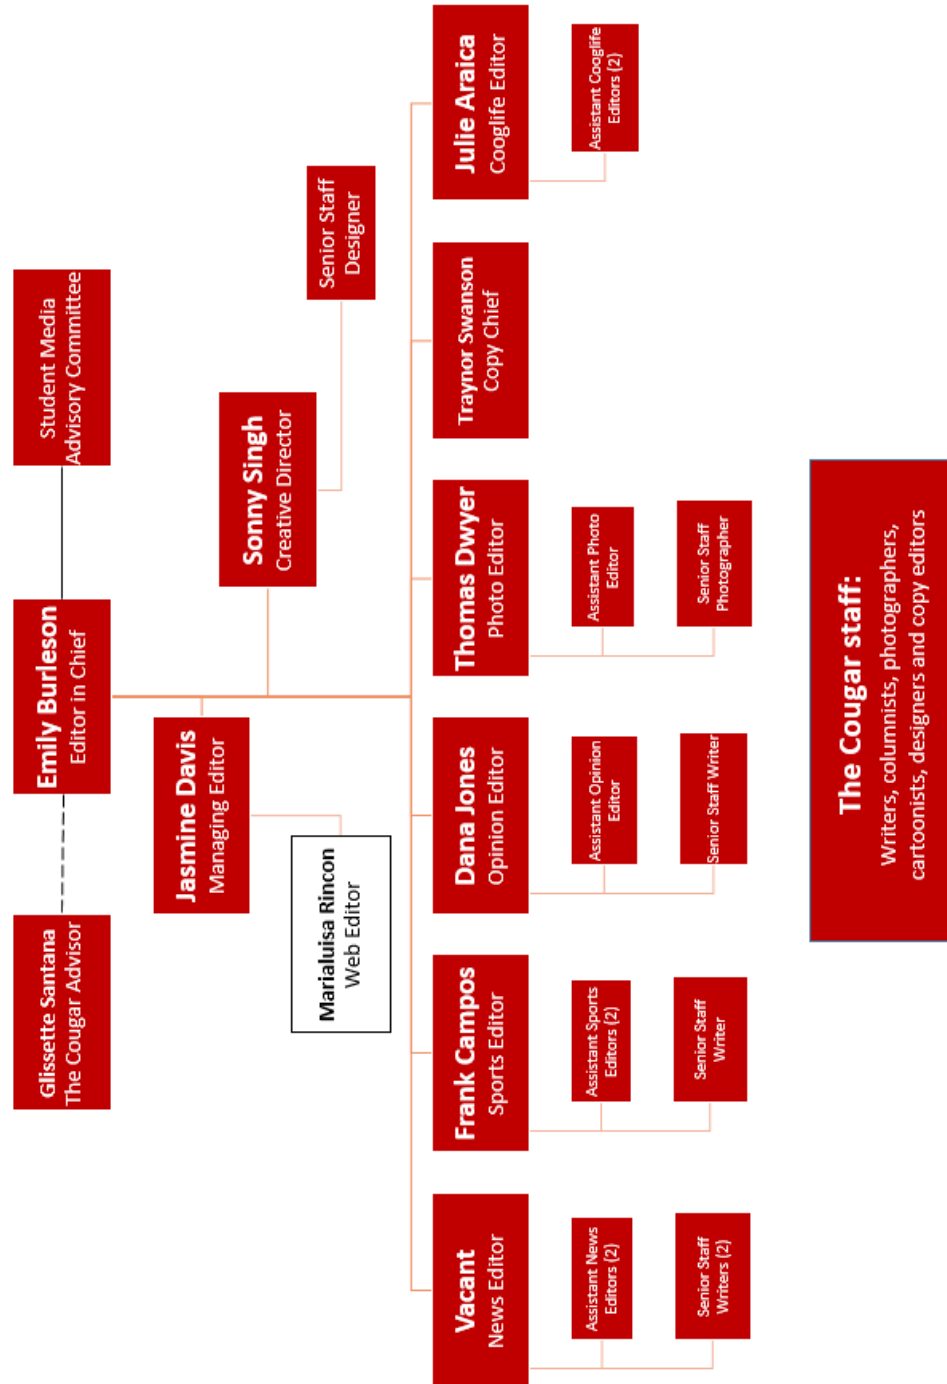 Glissette Santana
The Cougar Advisor
Emily Burleson
Editor in Chief
Student Media
Advisory Committee
Jasmine Davis
Managing Editor
Sonny Singh
Creative Director
Marialuisa Rincon
Web Editor
Senior Staff
Designer
Vacant
News Editor
Frank Campos
Sports Editor
Dana Jones
Opinion Editor
Thomas Dwyer
Photo Editor
Traynor Swanson
Copy Chief
Julie Araica
Cooglife Editor
Assistant News
Editors (2)
Assistant Sports
Editors (2)
Assistant Opinion
Editor
Assistant Photo
Editor
Assistant Cooglife
Editors (2)
Senior Staff
Writers (2)
Senior Staff
Writer
Senior Staff Writer
Senior Staff
Photographer
The Cougar staff:
Writers, columnists, photographers,
cartoonists, designers and copy editors